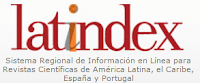 latindex
Sistema Regional de Información en Línea para
Revistas Científicas de América Latina, el Caribe,
España y Portugal